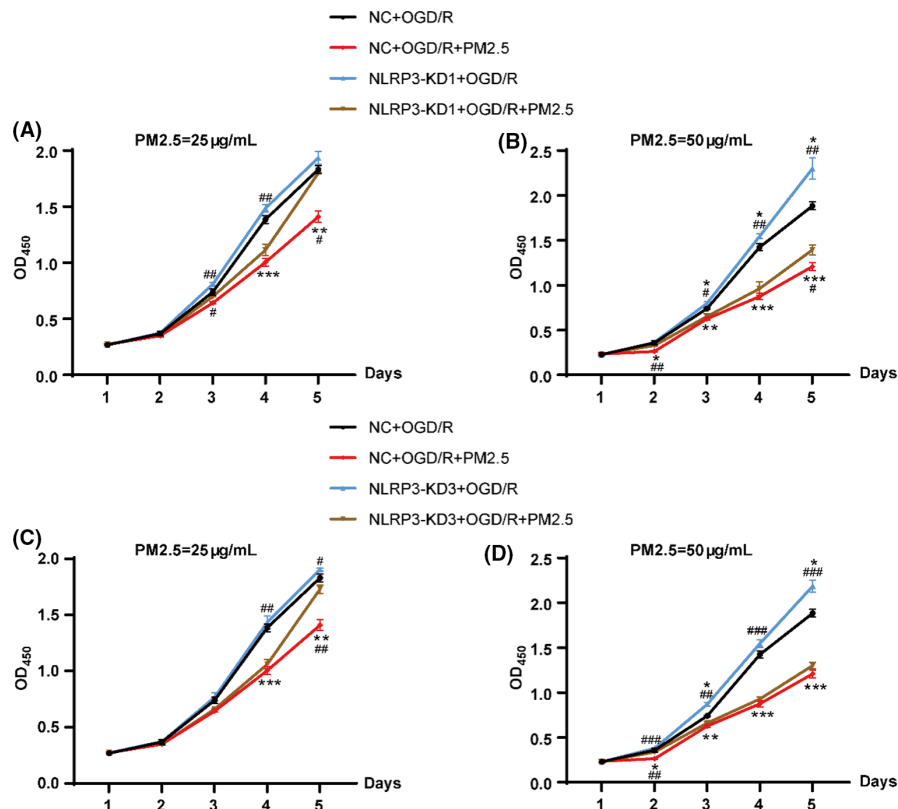 NC+OGD/R
NC+OGD/R+PM2.5
NLRP3-KD1+OGD/R
NLRP3-KD1+OGD/R+PM2.5
(A)
PM2.5=25 μg/mL
OD450
2.0
1.5
1.0
0.5
0.0
##
##
#
***
**
#
1 2 3 4 5
Days
(B)
PM2.5=50 μg/mL
OD450
2.5
2.0
1.5
1.0
0.5
0.0
*
##
*
##
*
#
***
#
***
**
*
##
1 2 3 4 5
Days
NC+OGD/R
NC+OGD/R+PM2.5
NLRP3-KD3+OGD/R
NLRP3-KD3+OGD/R+PM2.5
(C)
PM2.5=25 μg/mL
OD450
2.0
1.5
1.0
0.5
0.0
#
##
**
##
***
1 2 3 4 5
Days
(D)
PM2.5=50 μg/mL
OD450
2.5
2.0
1.5
1.0
0.5
0.0
*
###
###
*
##
###
***
***
**
*
##
1 2 3 4 5
Days